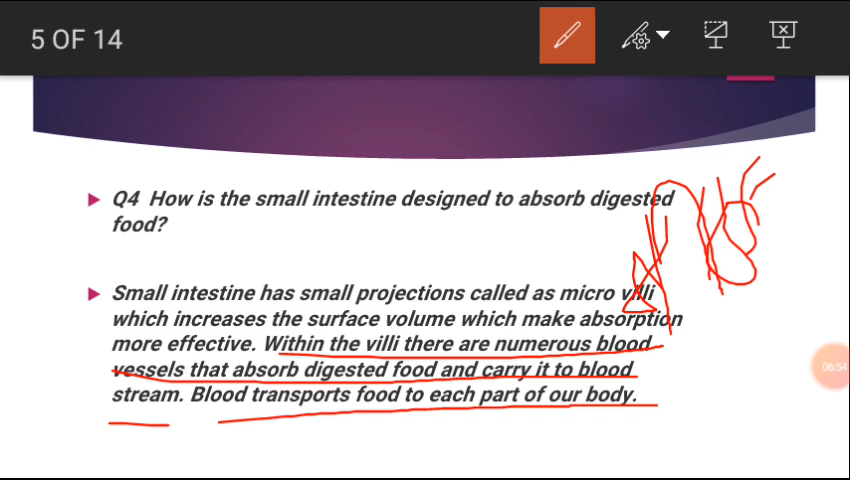 5 OF 14
Q4 How is the small intestine designed to absorb digested
food?
Small intestine has small projections called as micro villi
which increases the surface volume which make absorption
more effective. Within the villi there are numerous blood
vessels that absorb digested food and carry it to blood
stream. Blood transports food to each part of our body.
06:54